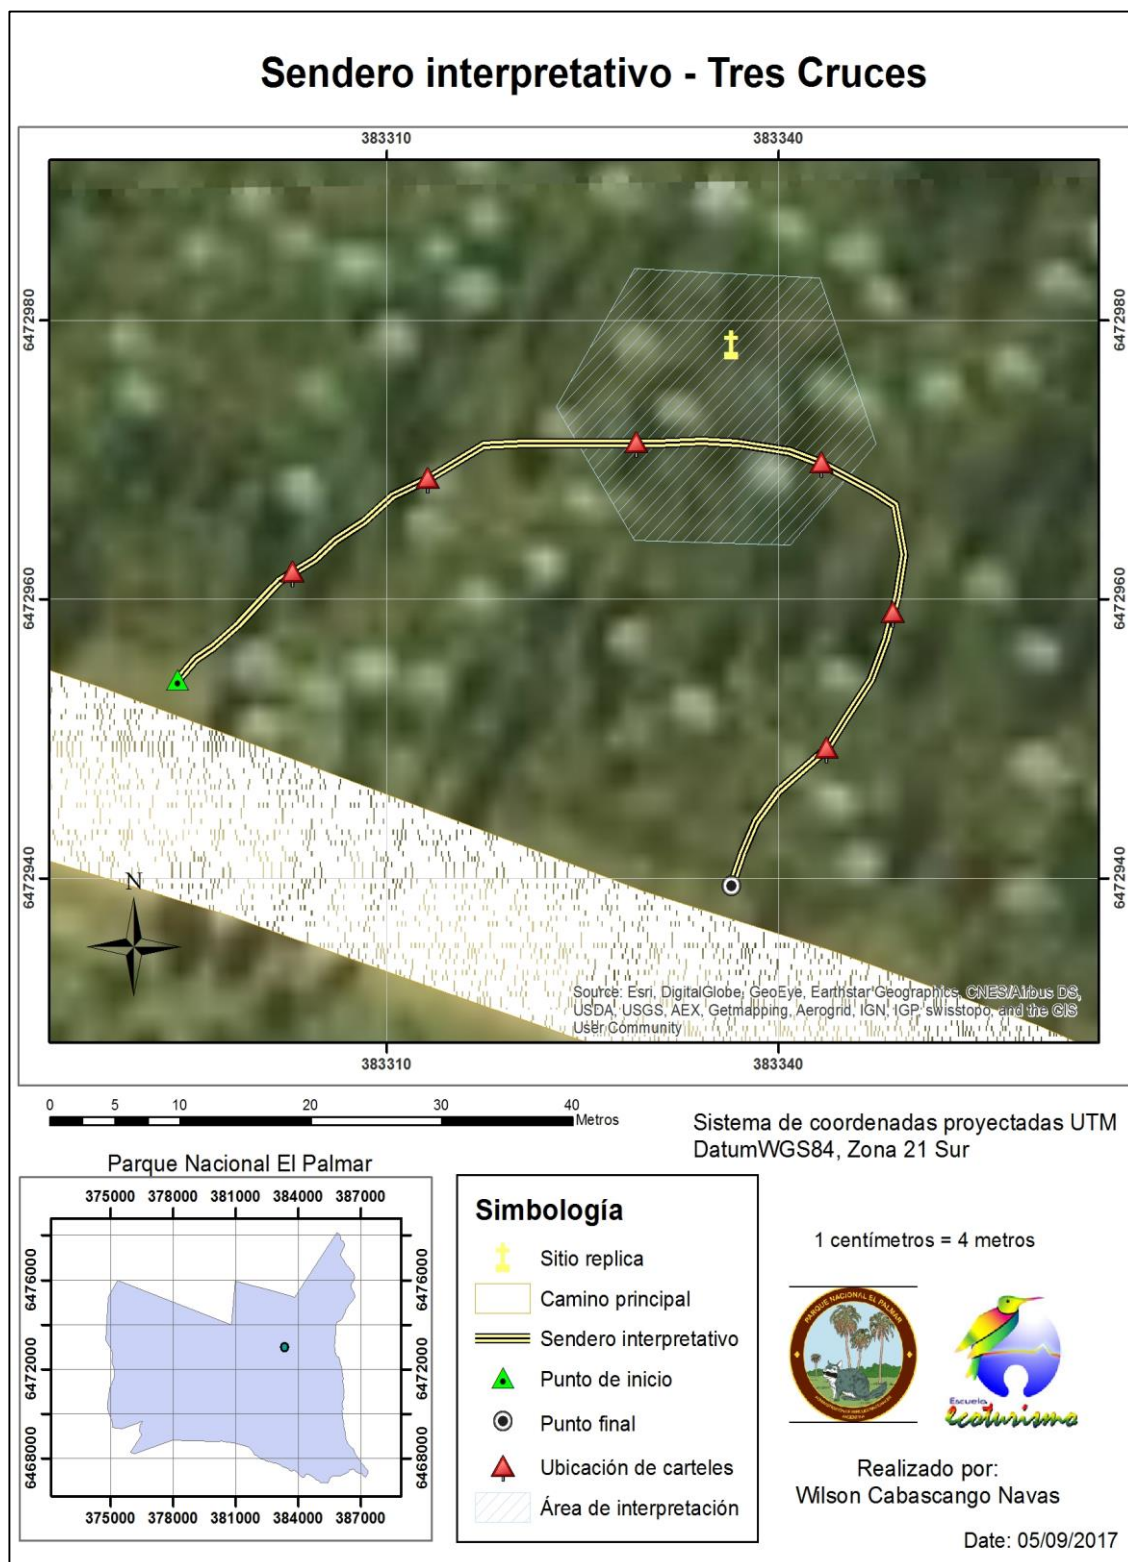 Sendero interpretativo - Tres Cruces
383310 383340
6472980 6472980
6472960 6472960
6472940 6472940
N
Source: Esri, DigitalGlobe, GeoEye, Earthstar Geographics, CNES/Airbus DS,
USDA, USGS, AEX, Getmapping, Aerogrid, IGN, IGP, swisstopo, and the GIS
User Community
383310 383340
0 5 10 20 30 40
Metros
Sistema de coordenadas proyectadas UTM
DatumWGS84, Zona 21 Sur
Parque Nacional El Palmar
375000 378000 381000 384000 387000
6476000 6476000
6472000 6472000
6468000 6468000
375000 378000 381000 384000 387000
Simbología
Sitio replica
Camino principal
Sendero interpretativo
Punto de inicio
Punto final
Ubicación de carteles
Área de interpretación
1 centímetros = 4 metros
PARQUE NACIONAL EL PALMAR
ARGENTINA
Escuela
ecoturismo
Realizado por:
Wilson Cabascango Navas
Date: 05/09/2017